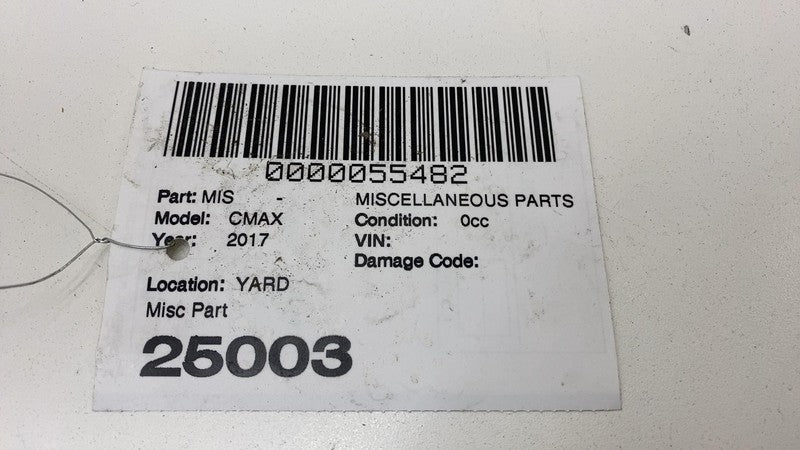 0000055482
Part: MIS - MISCELLANEOUS PARTS
Model: CMAX Condition: 0cc
Year: 2017 VIN:
Damage Code:
Location: YARD
Misc Part
25003